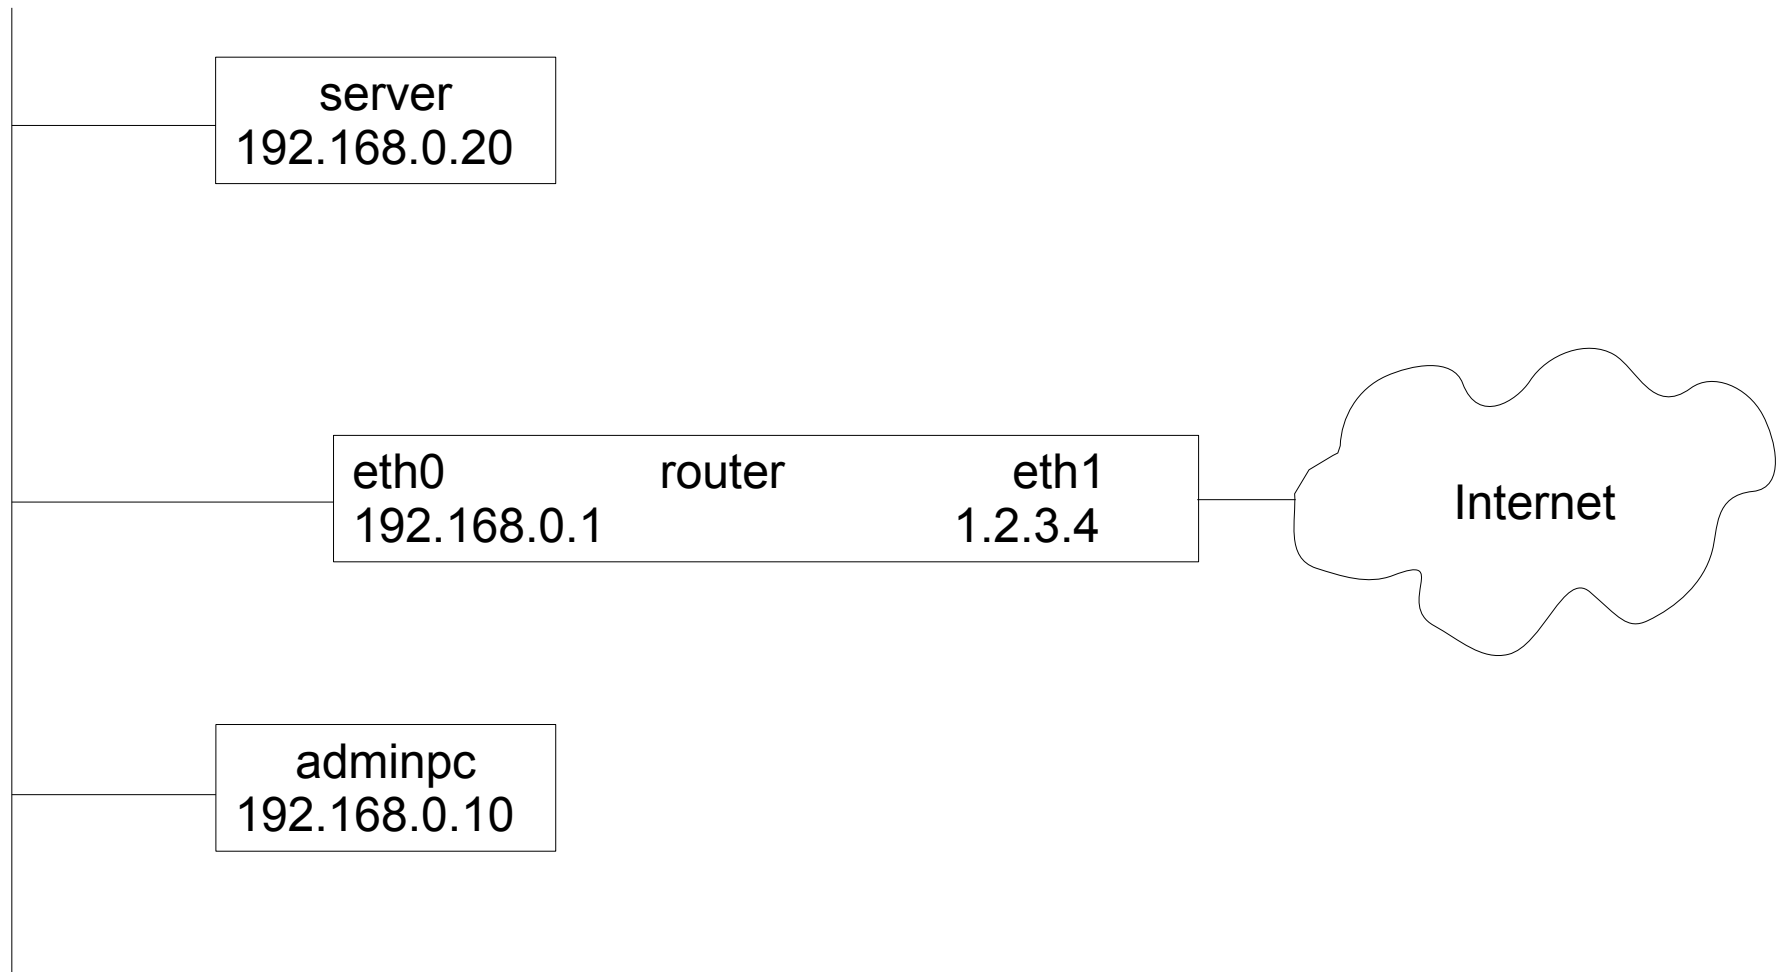 server
192.168.0.20
eth0 router eth1
192.168.0.1 1.2.3.4
Internet
adminpc
192.168.0.10